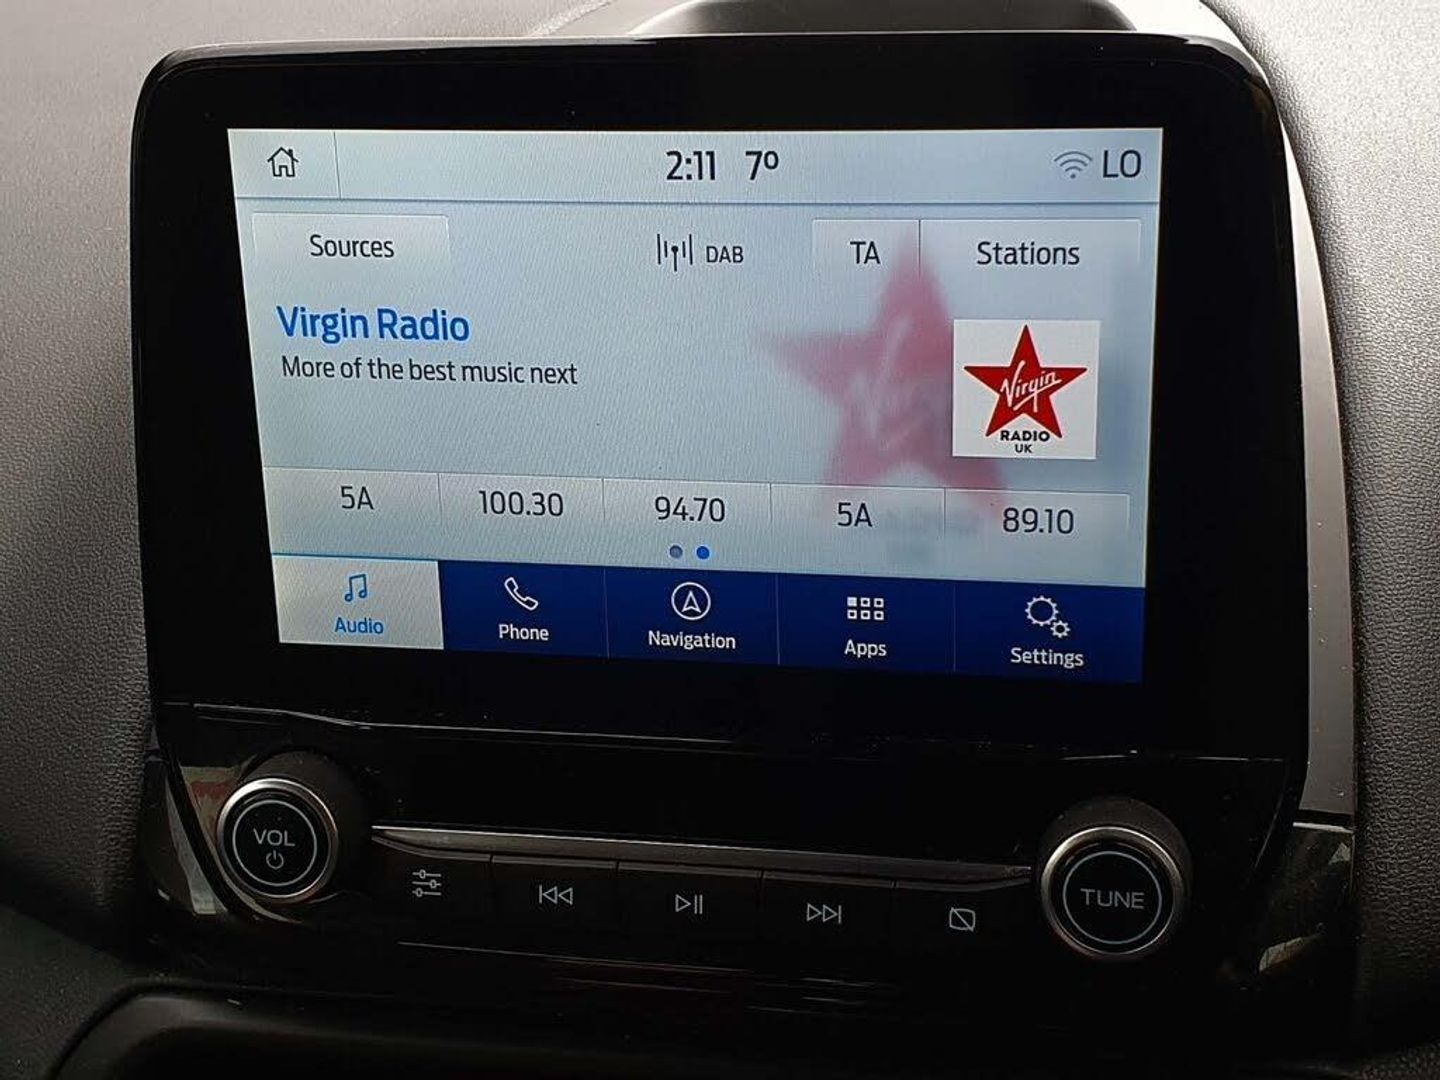 2:11 7º LO
Sources DAB TA Stations
Virgin Radio
More of the best music next
Virgin
RADIO
UK
5A 100.30 94.70 5A 89.10
Audio Phone Navigation Apps Settings
VOL
TUNE